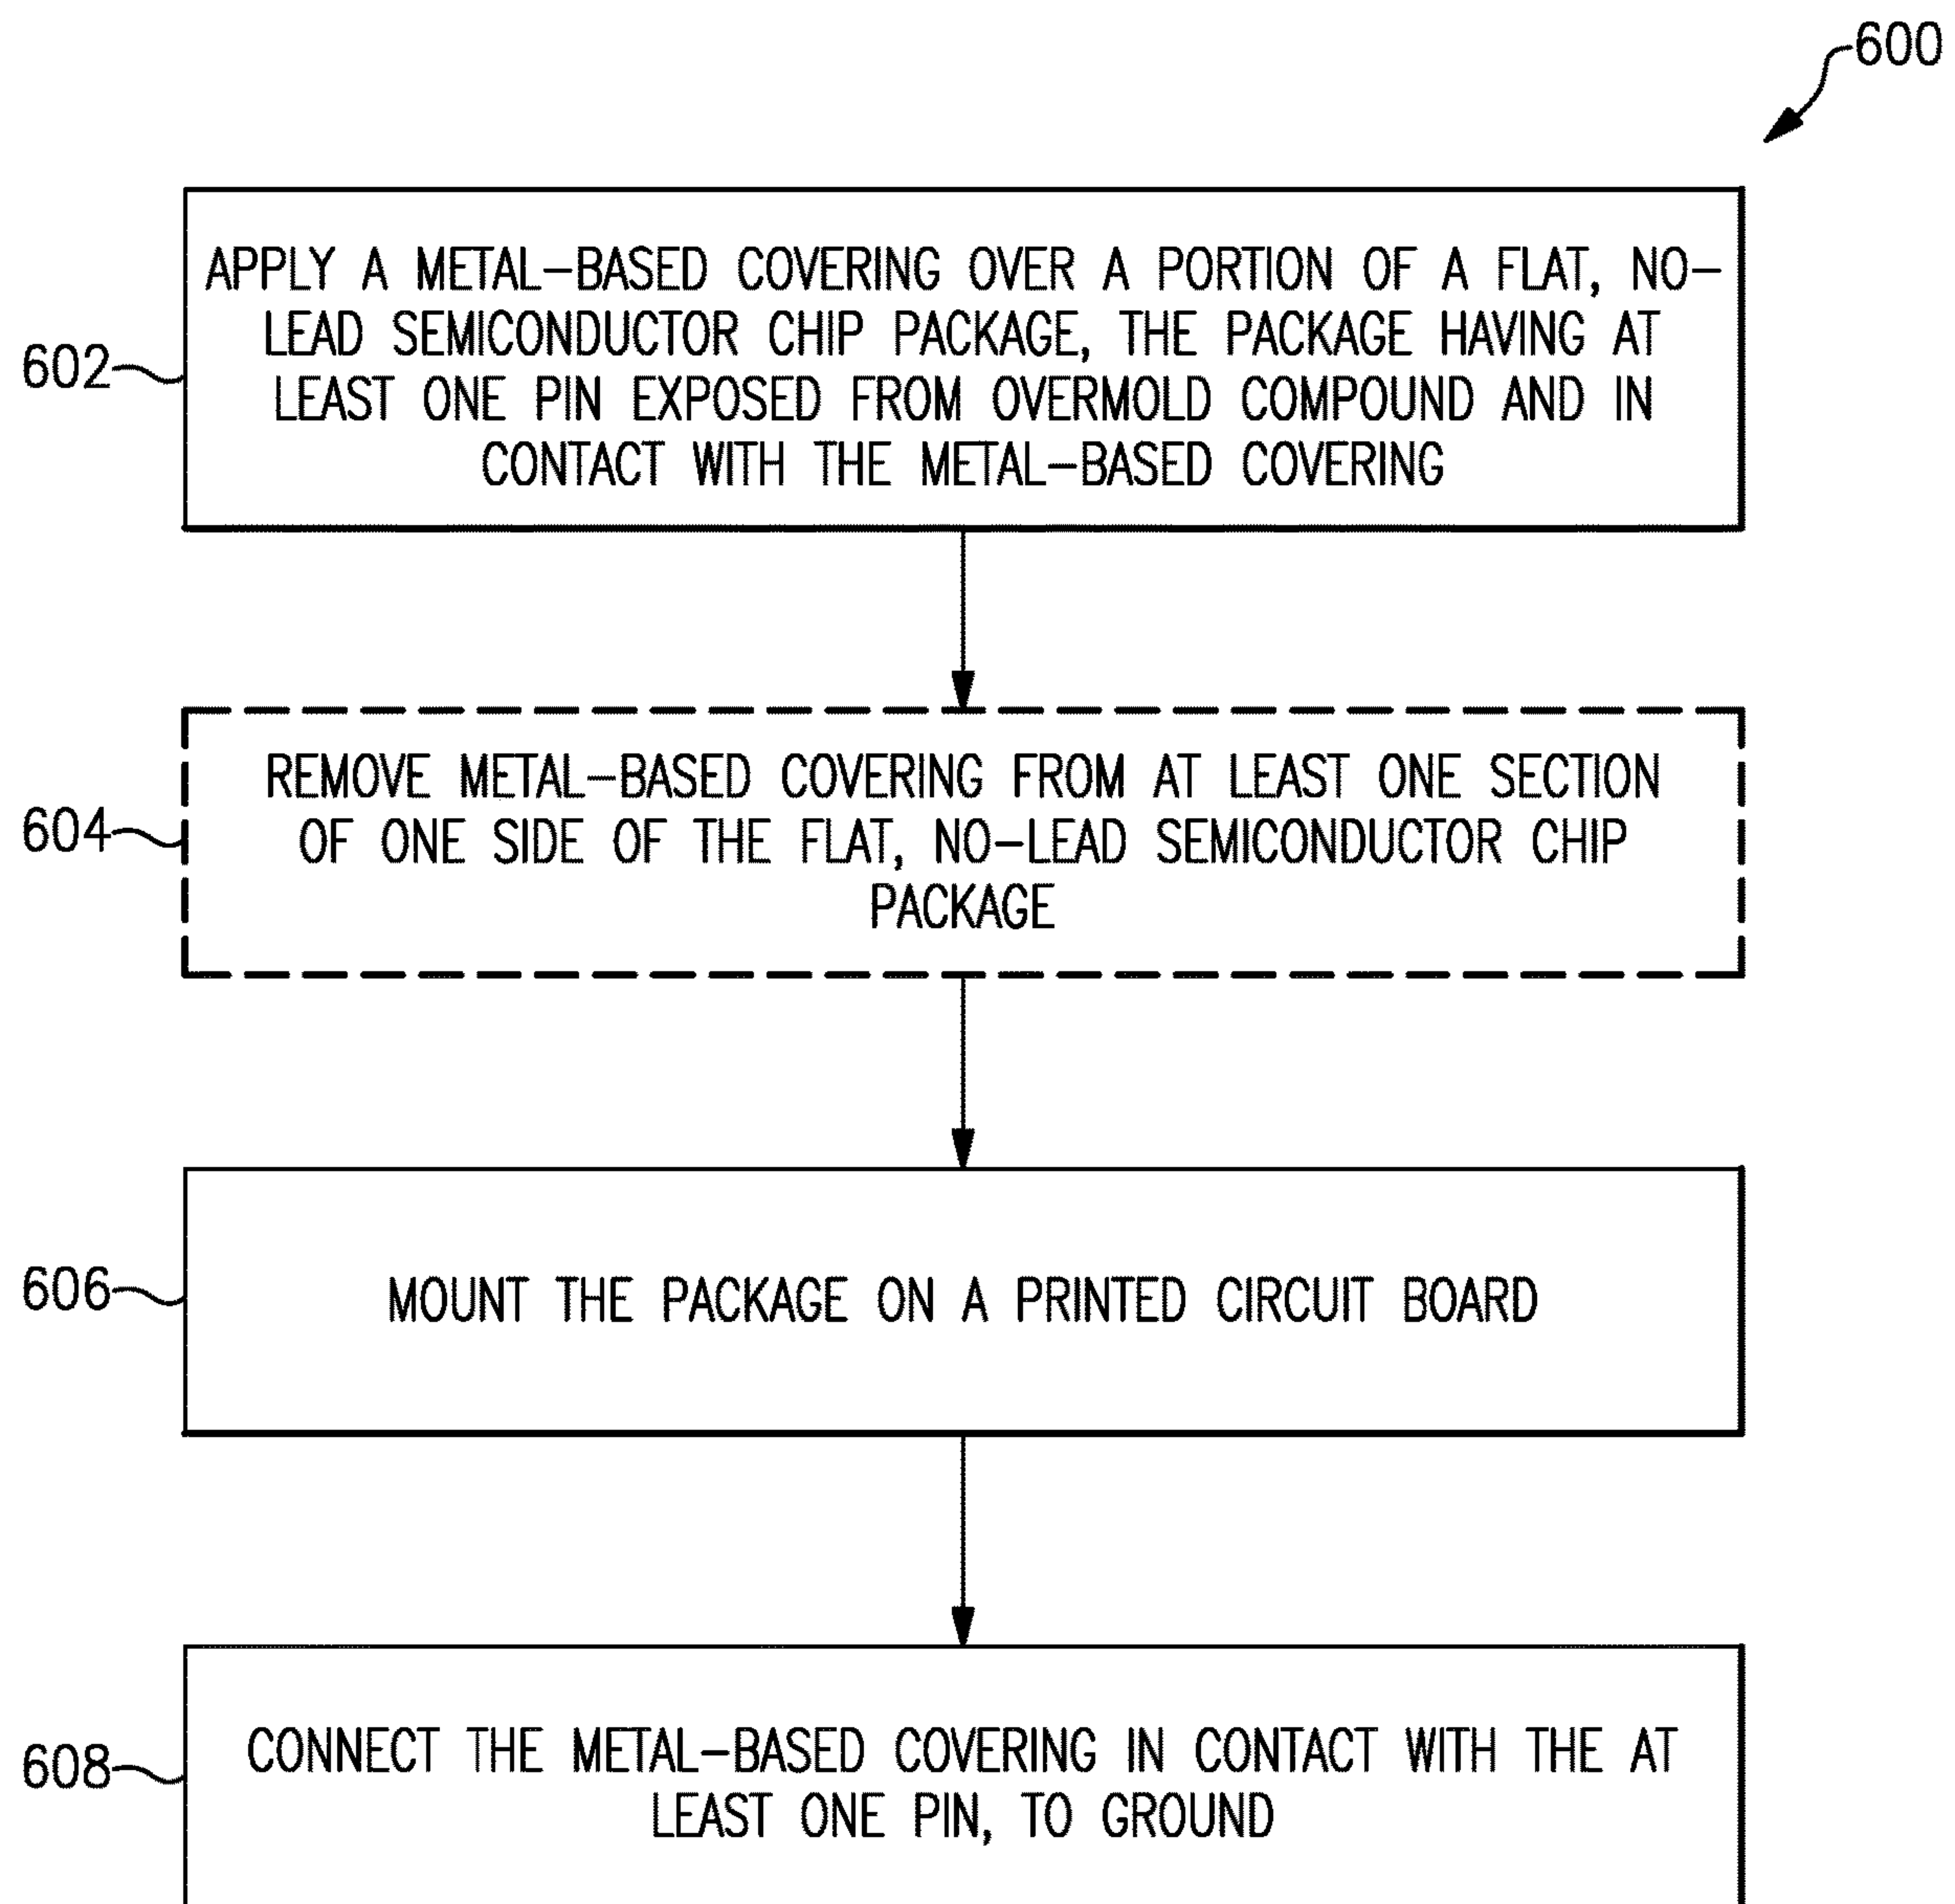 600
APPLY A METAL-BASED COVERING OVER A PORTION OF A FLAT, NO-
LEAD SEMICONDUCTOR CHIP PACKAGE, THE PACKAGE HAVING AT
602
LEAST ONE PIN EXPOSED FROM OVERMOLD COMPOUND AND IN
CONTACT WITH THE METAL-BASED COVERING
REMOVE METAL-BASED COVERING FROM AT LEAST ONE SECTION
604
OF ONE SIDE OF THE FLAT, NO-LEAD SEMICONDUCTOR CHIP
PACKAGE
606
MOUNT THE PACKAGE ON A PRINTED CIRCUIT BOARD
608
CONNECT THE METAL-BASED COVERING IN CONTACT WITH THE AT
LEAST ONE PIN, TO GROUND